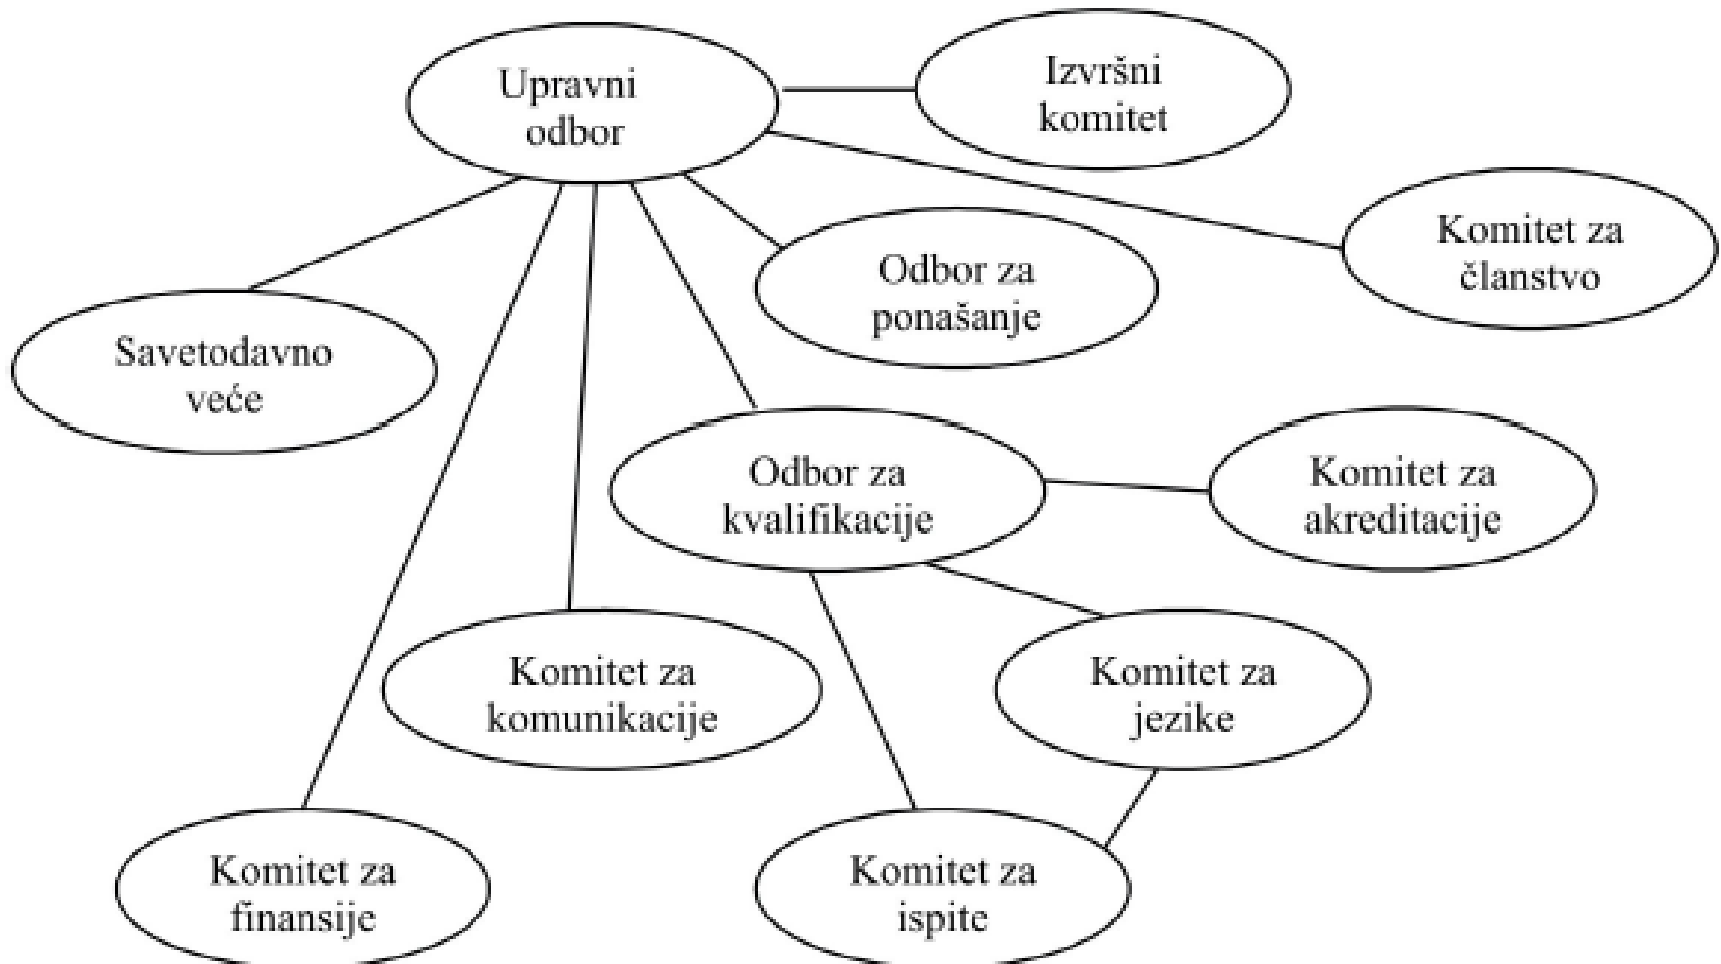 Upravni
odbor
Izvršni
komitet
Komitet za
članstvo
Odbor za
ponašanje
Savetodavno
veće
Odbor za
kvalifikacije
Komitet za
akreditacije
Komitet za
komunikacije
Komitet za
jezike
Komitet za
finansije
Komitet za
ispite